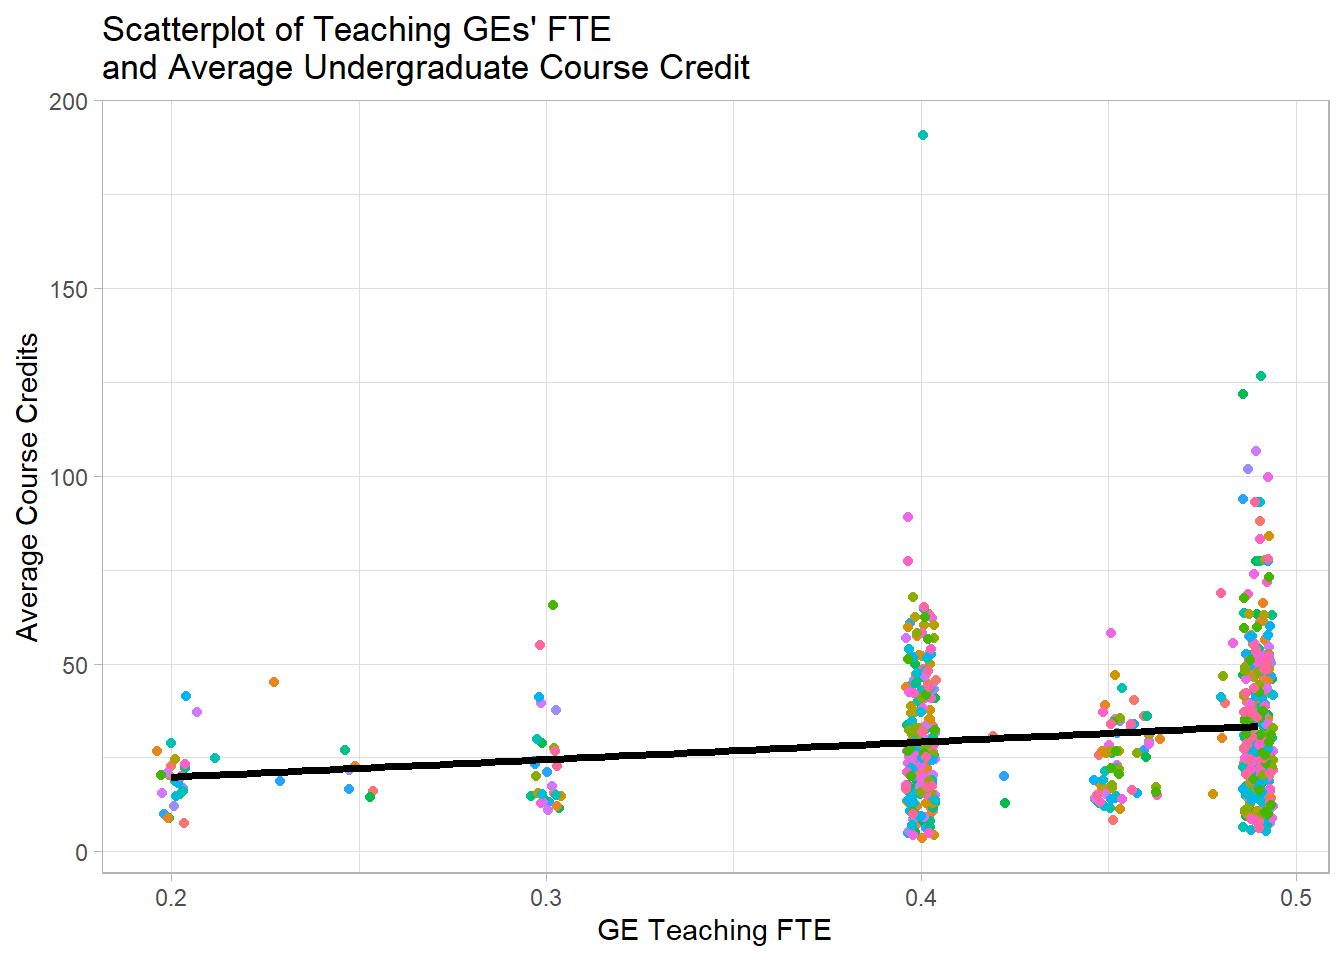 Scatterplot of Teaching GEs' FTE
and Average Undergraduate Course Credit
200
150
100
50
0
Average Course Credits
0.2
0.3
0.4
0.5
GE Teaching FTE